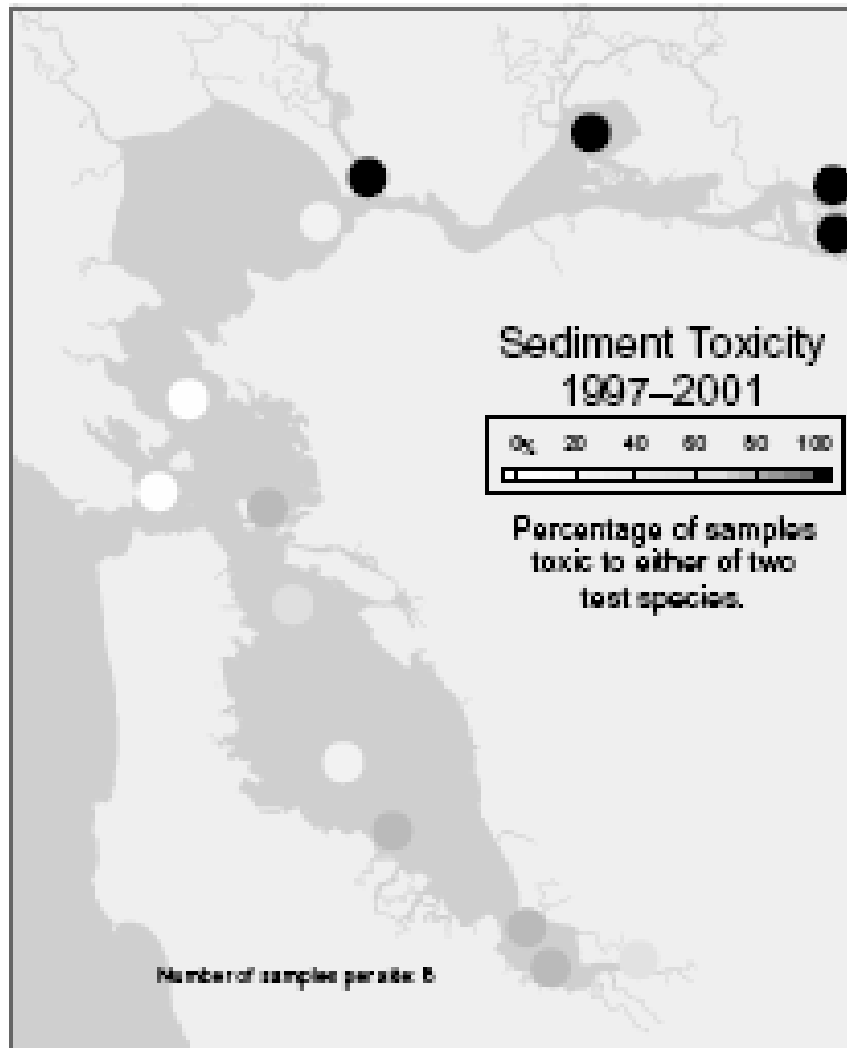 Sediment Toxicity
1997–2001
0% 20 40 60 80 100
Percentage of samples
toxic to either of two
test species.
Number of samples per site: